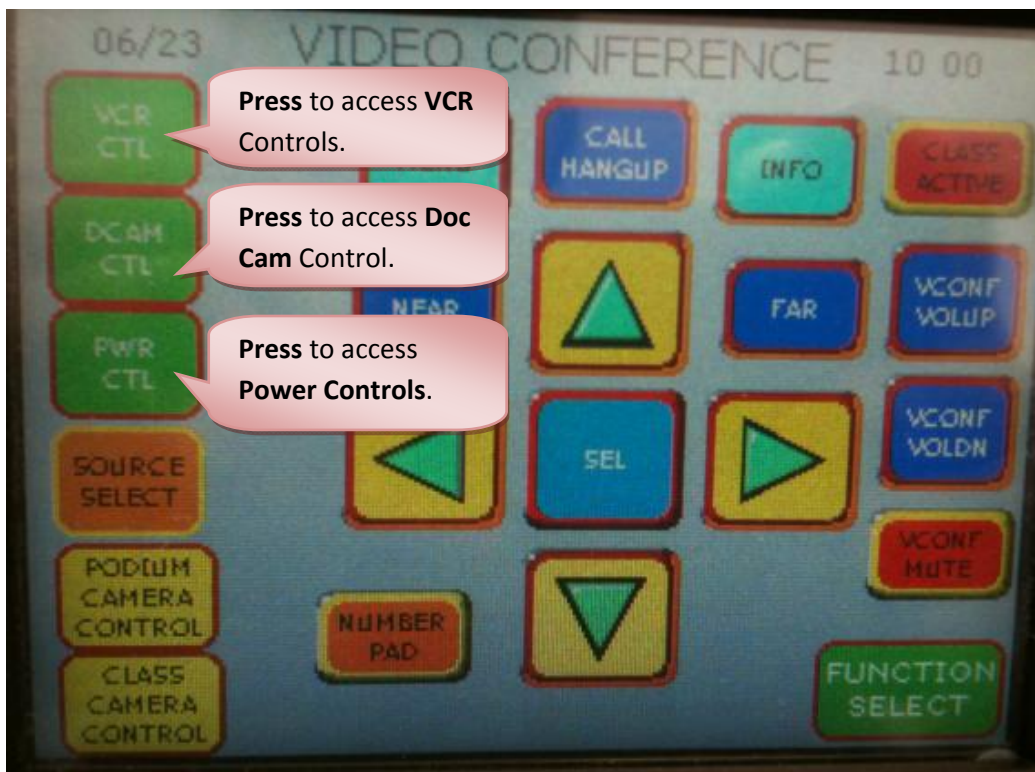 06/23 VIDEO CONFERENCE 10 00
VCR
CTL
Press to access VCR
Controls.
CALL
HANGUP
INFO
CLASS
ACTIVE
DCAM
CTL
Press to access Doc
Cam Control.
NEAR
FAR
VCONF
VOLUP
PWR
CTL
Press to access
Power Controls.
SOURCE
SELECT
SEL
VCONF
VOLDN
PODIUM
CAMERA
CONTROL
NUMBER
PAD
VCONF
MUTE
CLASS
CAMERA
CONTROL
FUNCTION
SELECT